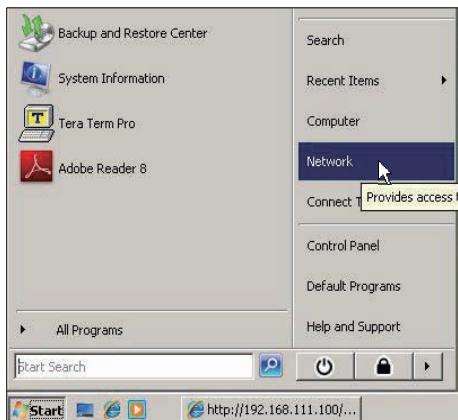 Backup and Restore Center
System Information
T
Tera Term Pro
Adobe Reader 8
All Programs
Start Search
Search
Recent Items
Computer
Network
Connect T
Provides access t
Control Panel
Default Programs
Help and Support
Start
http://192.168.111.100/...